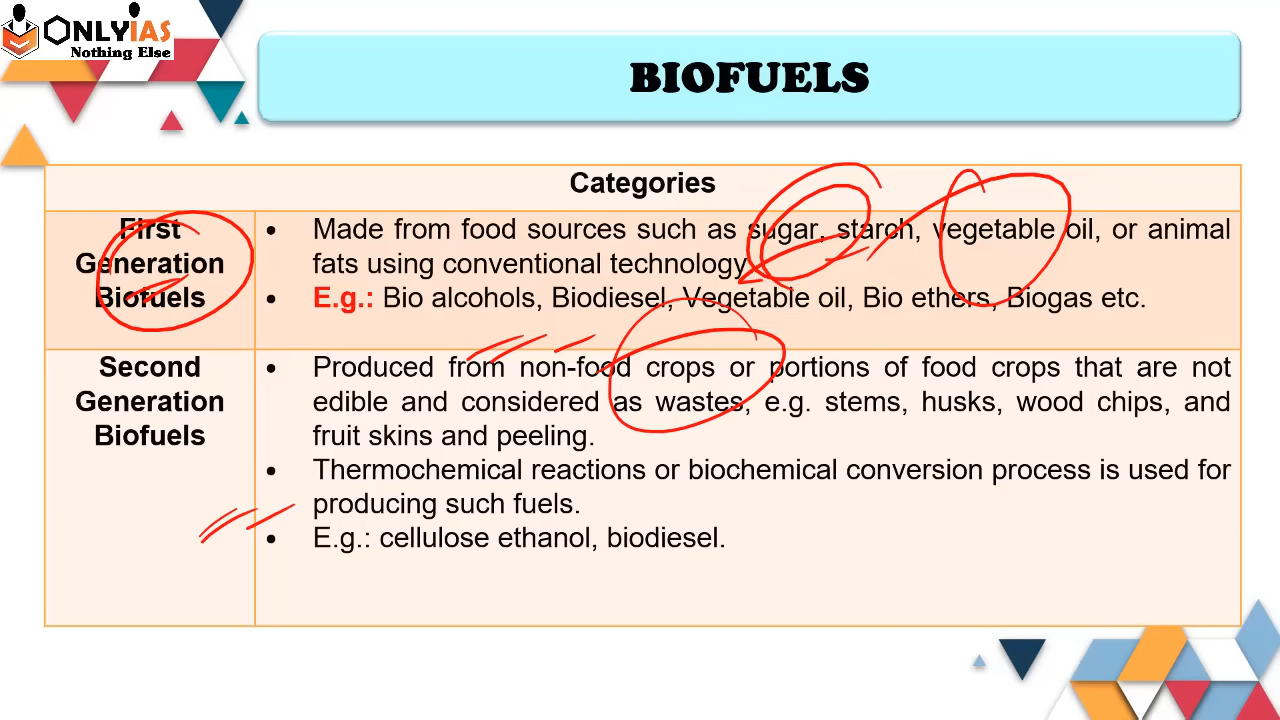 ONLYIAS
Nothing Else
BIOFUELS
Categories
First
Generation
Biofuels
• Made from food sources such as sugar, starch, vegetable oil, or animal
fats using conventional technology
• E.g.: Bio alcohols, Biodiesel, Vegetable oil, Bio ethers, Biogas etc.
Second
Generation
Biofuels
• Produced from non-food crops or portions of food crops that are not
edible and considered as wastes, e.g. stems, husks, wood chips, and
fruit skins and peeling.
• Thermochemical reactions or biochemical conversion process is used for
producing such fuels.
• E.g.: cellulose ethanol, biodiesel.